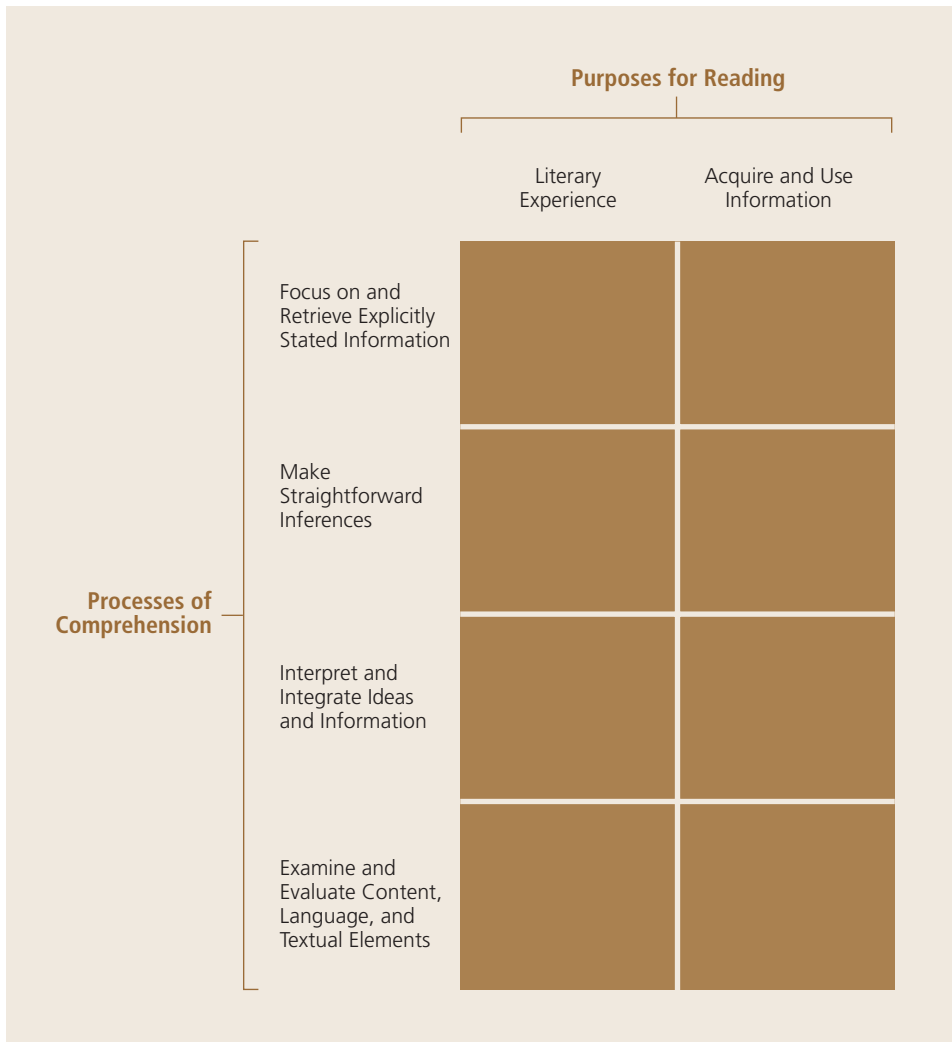 Purposes for Reading
Literary
Experience
Acquire and Use
Information
Focus on and
Retrieve Explicitly
Stated Information
Make
Straightforward
Inferences
Processes of
Comprehension
Interpret and
Integrate Ideas
and Information
Examine and
Evaluate Content,
Language, and
Textual Elements